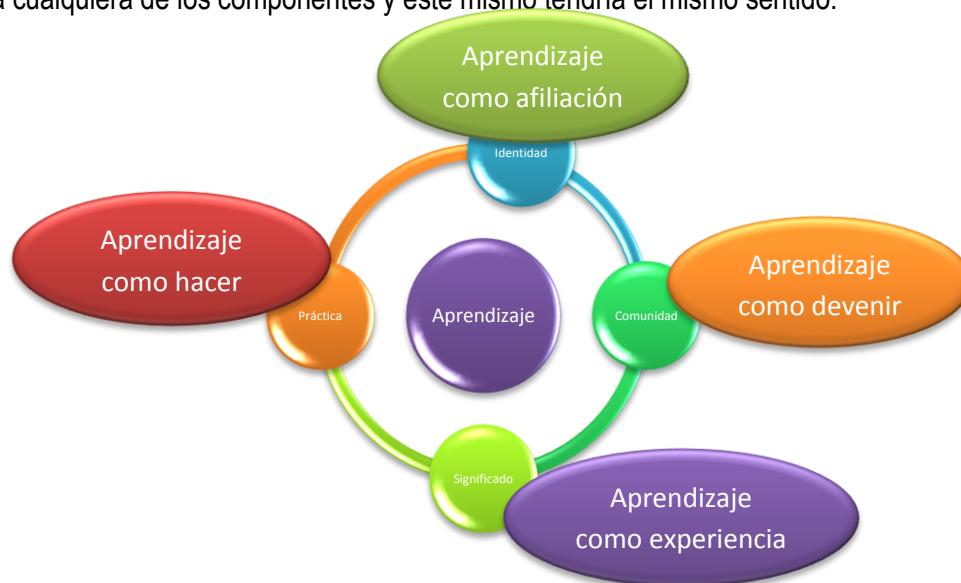 cualquiera de los componentes y este mismo tendría el mismo sentido.
Aprendizaje
como afiliación
Identidad
Aprendizaje
como hacer
Aprendizaje
como devenir
Práctica
Aprendizaje
Comunidad
Significado
Aprendizaje
como experiencia